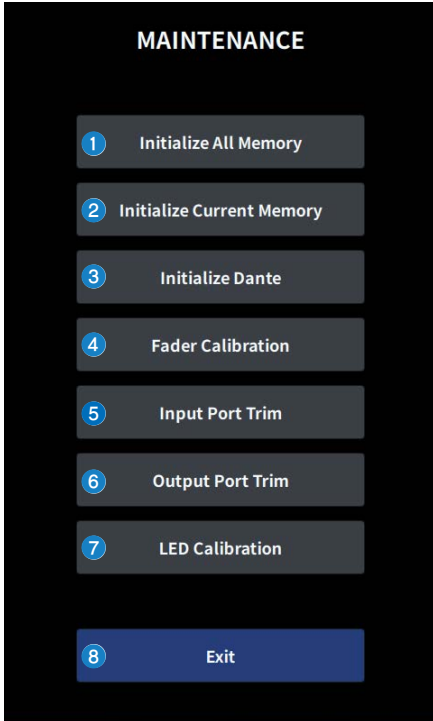 MAINTENANCE
1 Initialize All Memory
2 Initialize Current Memory
3 Initialize Dante
4 Fader Calibration
5 Input Port Trim
6 Output Port Trim
7 LED Calibration
8 Exit